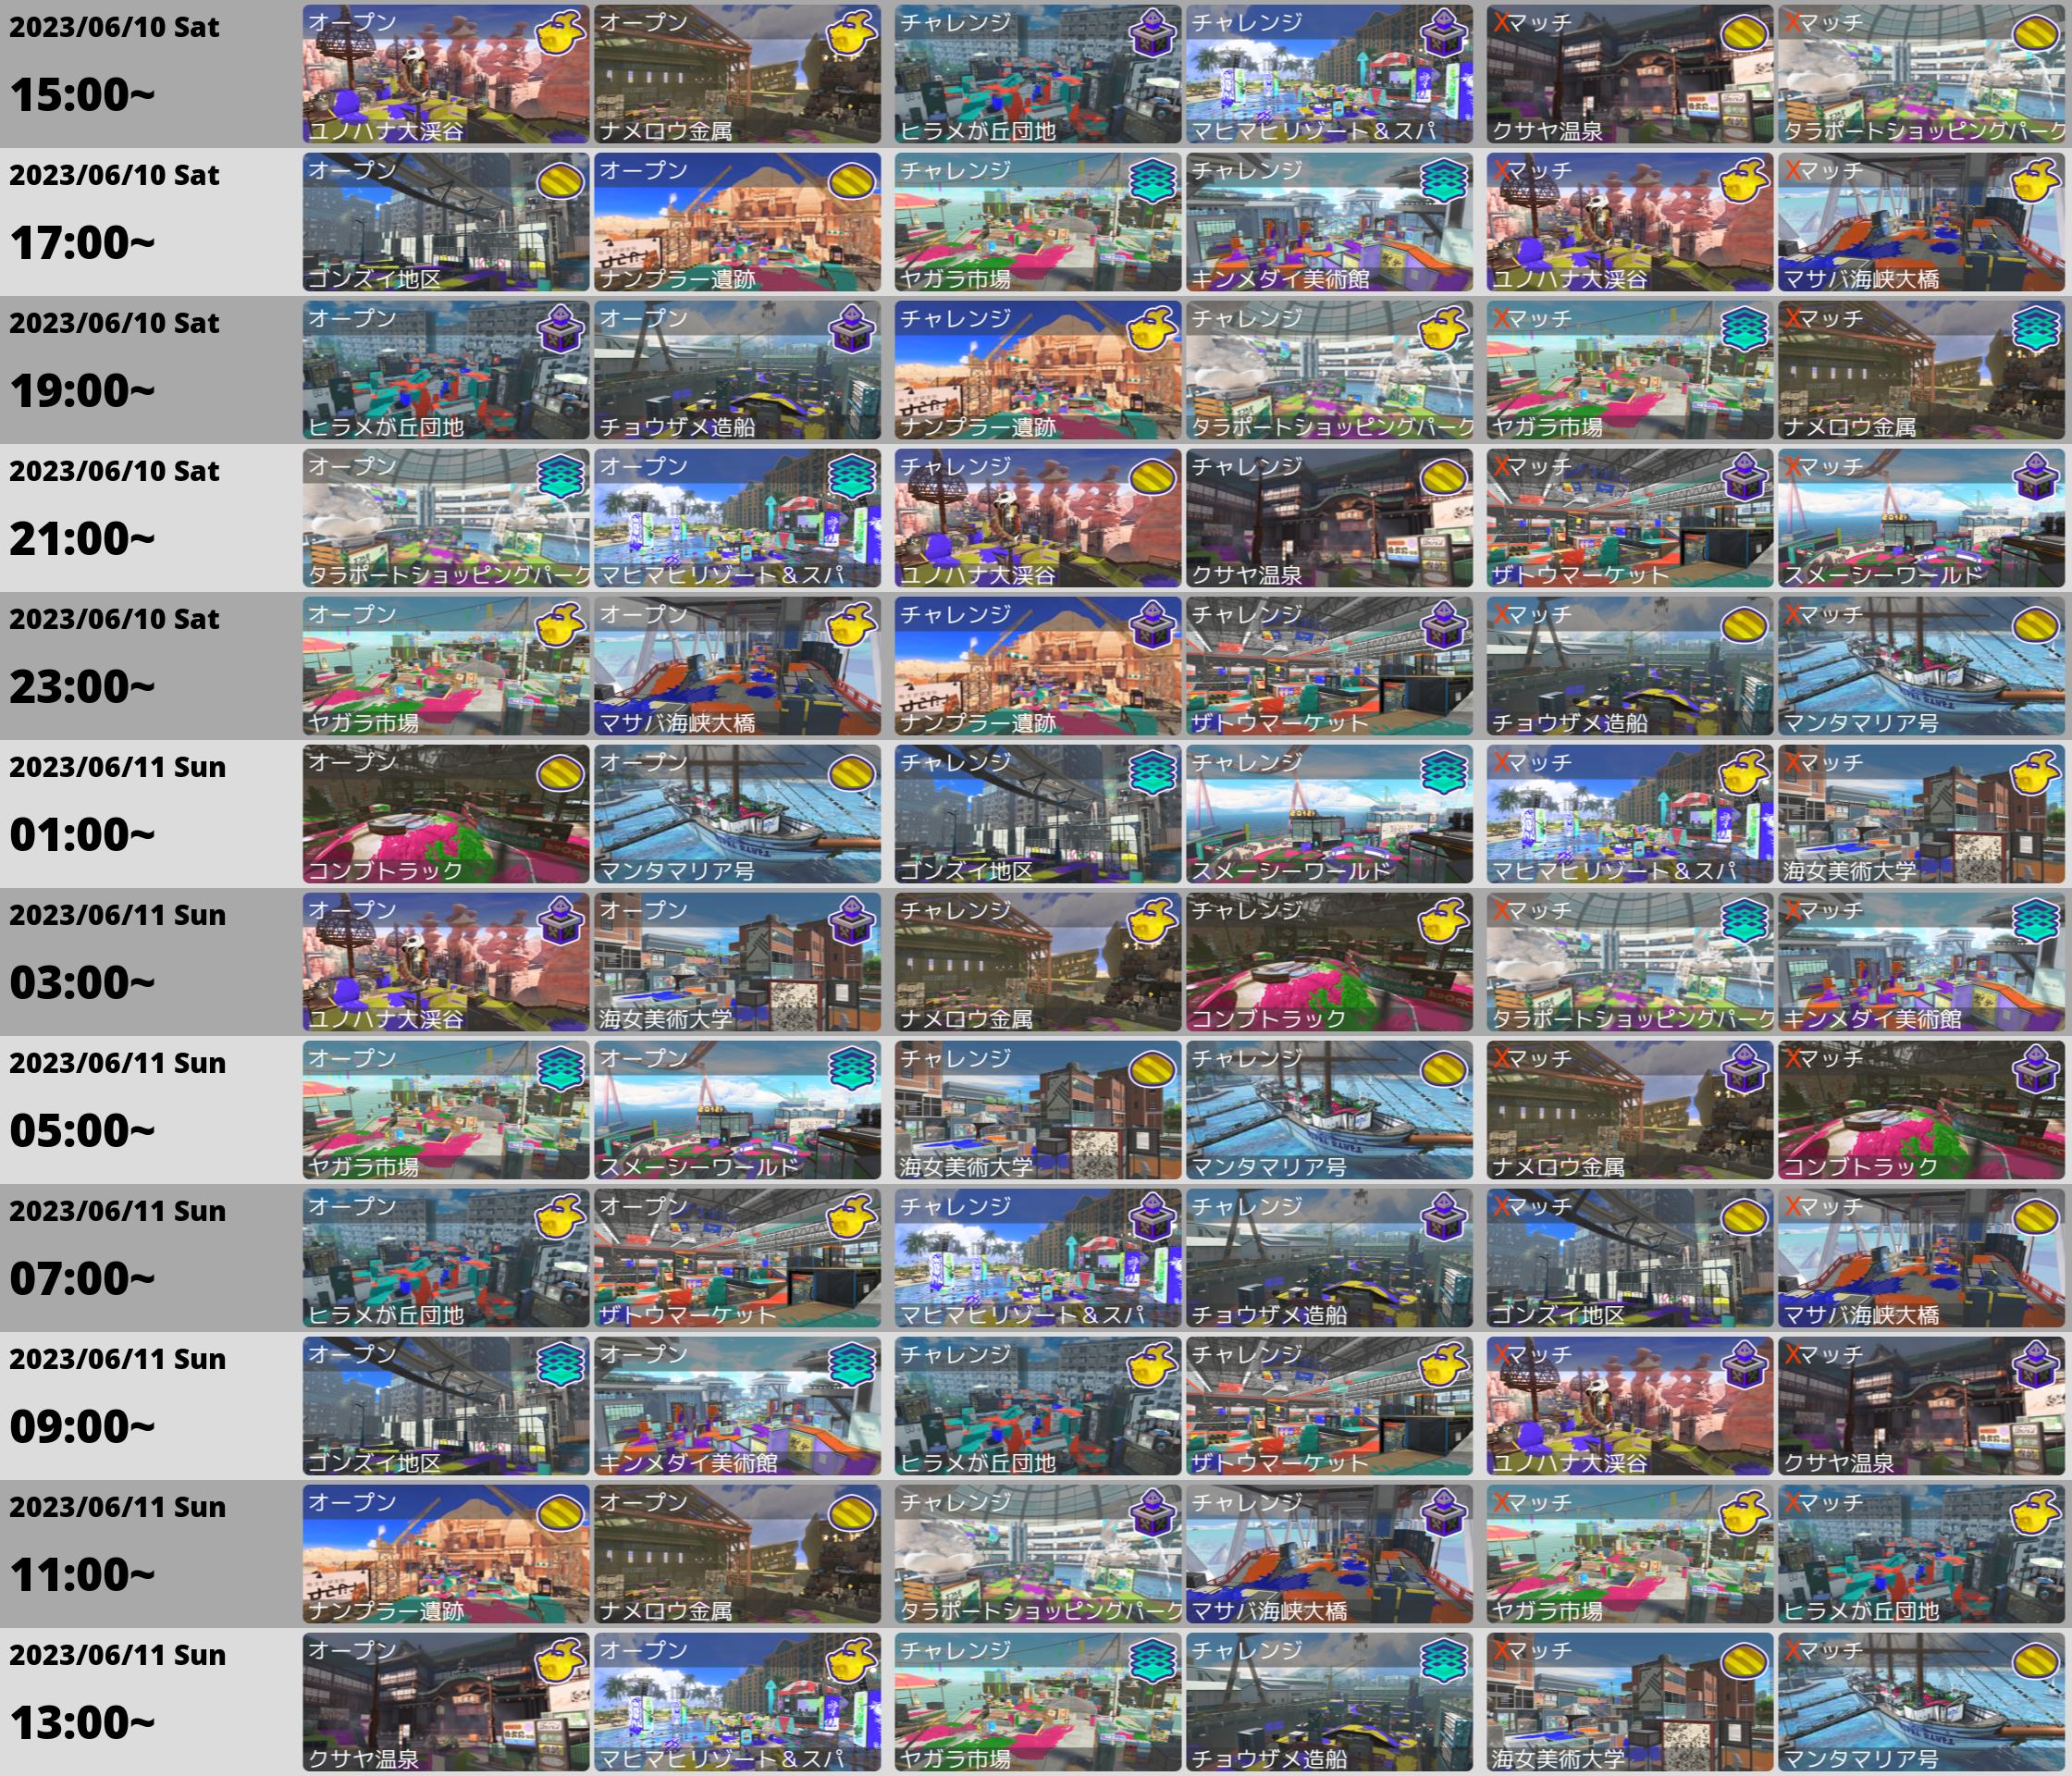 2023/06/10 Sat
15:00~
オープン
ユノハナ大渓谷
オープン
ナメロウ金属
チャレンジ
ヒラメが丘団地
チャレンジ
マヒマヒリゾート＆スパ
Xマッチ
クサヤ温泉
Xマッチ
タラポートショッピングパーク
2023/06/10 Sat
17:00~
オープン
ゴンズイ地区
オープン
ナンプラー遺跡
チャレンジ
ヤガラ市場
チャレンジ
キンメダイ美術館
Xマッチ
ユノハナ大渓谷
Xマッチ
マサバ海峡大橋
2023/06/10 Sat
19:00~
オープン
ヒラメが丘団地
オープン
チョウザメ造船
チャレンジ
ナンプラー遺跡
チャレンジ
タラポートショッピングパーク
Xマッチ
ヤガラ市場
Xマッチ
ナメロウ金属
2023/06/10 Sat
21:00~
オープン
タラポートショッピングパーク
オープン
マヒマヒリゾート＆スパ
チャレンジ
ユノハナ大渓谷
チャレンジ
クサヤ温泉
Xマッチ
ザトウマーケット
Xマッチ
スメーシーワールド
2023/06/10 Sat
23:00~
オープン
ヤガラ市場
オープン
マサバ海峡大橋
チャレンジ
ナンプラー遺跡
チャレンジ
ザトウマーケット
Xマッチ
チョウザメ造船
Xマッチ
マンタマリア号
2023/06/11 Sun
01:00~
オープン
コンブトラック
オープン
マンタマリア号
チャレンジ
ゴンズイ地区
チャレンジ
スメーシーワールド
Xマッチ
マヒマヒリゾート＆スパ
Xマッチ
海女美術大学
2023/06/11 Sun
03:00~
オープン
ユノハナ大渓谷
オープン
海女美術大学
チャレンジ
ナメロウ金属
チャレンジ
コンブトラック
Xマッチ
タラポートショッピングパーク
Xマッチ
キンメダイ美術館
2023/06/11 Sun
05:00~
オープン
ヤガラ市場
オープン
スメーシーワールド
チャレンジ
海女美術大学
チャレンジ
マンタマリア号
Xマッチ
ナメロウ金属
Xマッチ
コンブトラック
2023/06/11 Sun
07:00~
オープン
ヒラメが丘団地
オープン
ザトウマーケット
チャレンジ
マヒマヒリゾート＆スパ
チャレンジ
チョウザメ造船
Xマッチ
ゴンズイ地区
Xマッチ
マサバ海峡大橋
2023/06/11 Sun
09:00~
オープン
ゴンズイ地区
オープン
キンメダイ美術館
チャレンジ
ヒラメが丘団地
チャレンジ
ザトウマーケット
Xマッチ
ユノハナ大渓谷
Xマッチ
クサヤ温泉
2023/06/11 Sun
11:00~
オープン
ナンプラー遺跡
オープン
ナメロウ金属
チャレンジ
タラポートショッピングパーク
チャレンジ
マサバ海峡大橋
Xマッチ
ヤガラ市場
Xマッチ
ヒラメが丘団地
2023/06/11 Sun
13:00~
オープン
クサヤ温泉
オープン
マヒマヒリゾート＆スパ
チャレンジ
ヤガラ市場
チャレンジ
チョウザメ造船
Xマッチ
海女美術大学
Xマッチ
マンタマリア号